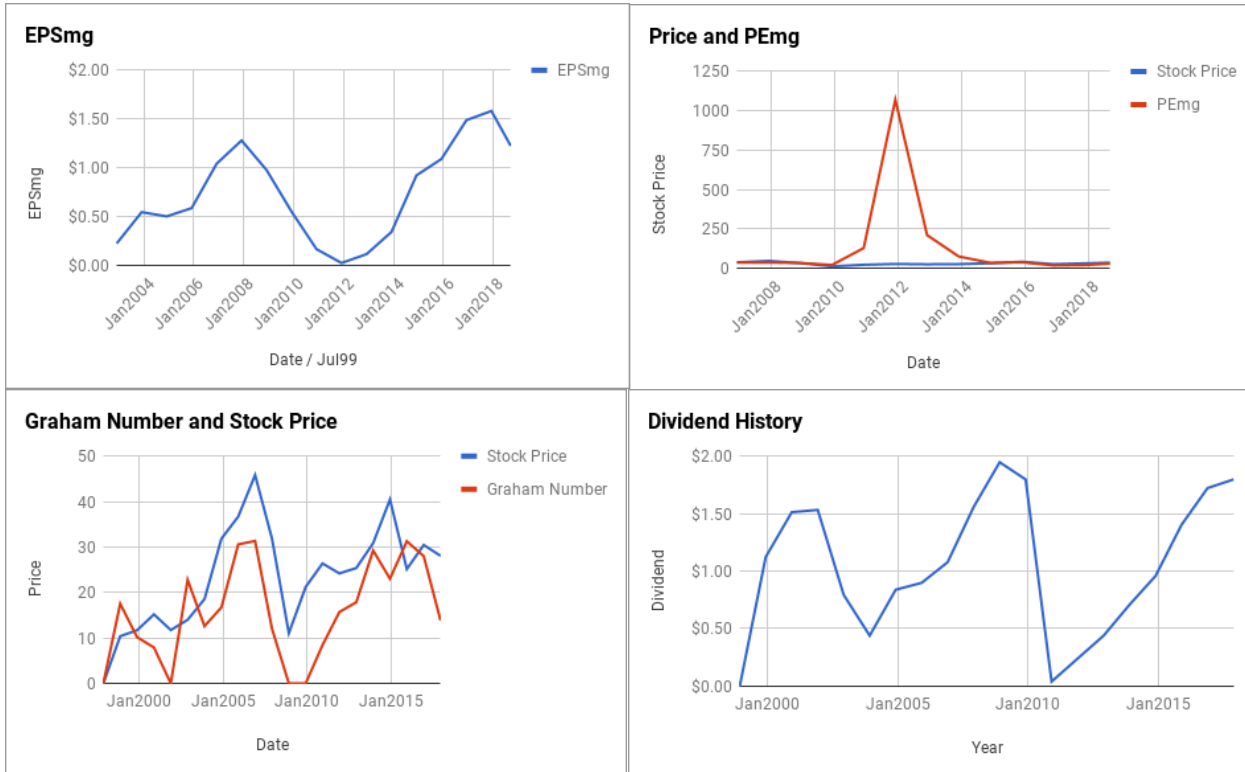 EPSmg
EPSmg
$2.00
$1.50
$1.00
$0.50
$0.00
EPSmg
Jan2004
Jan2006
Jan2008
Jan2010
Jan2012
Jan2014
Jan2016
Jan2018
Date / Jul99
Price and PEmg
Stock Price
PEmg
1250
1000
750
500
250
0
Stock Price
Jan2008
Jan2010
Jan2012
Jan2014
Jan2016
Jan2018
Date
Graham Number and Stock Price
Stock Price
Graham Number
50
40
30
20
10
0
Price
Jan2000
Jan2005
Jan2010
Jan2015
Date
Dividend History
$2.00
$1.50
$1.00
$0.50
$0.00
Dividend
Jan2000
Jan2005
Jan2010
Jan2015
Year